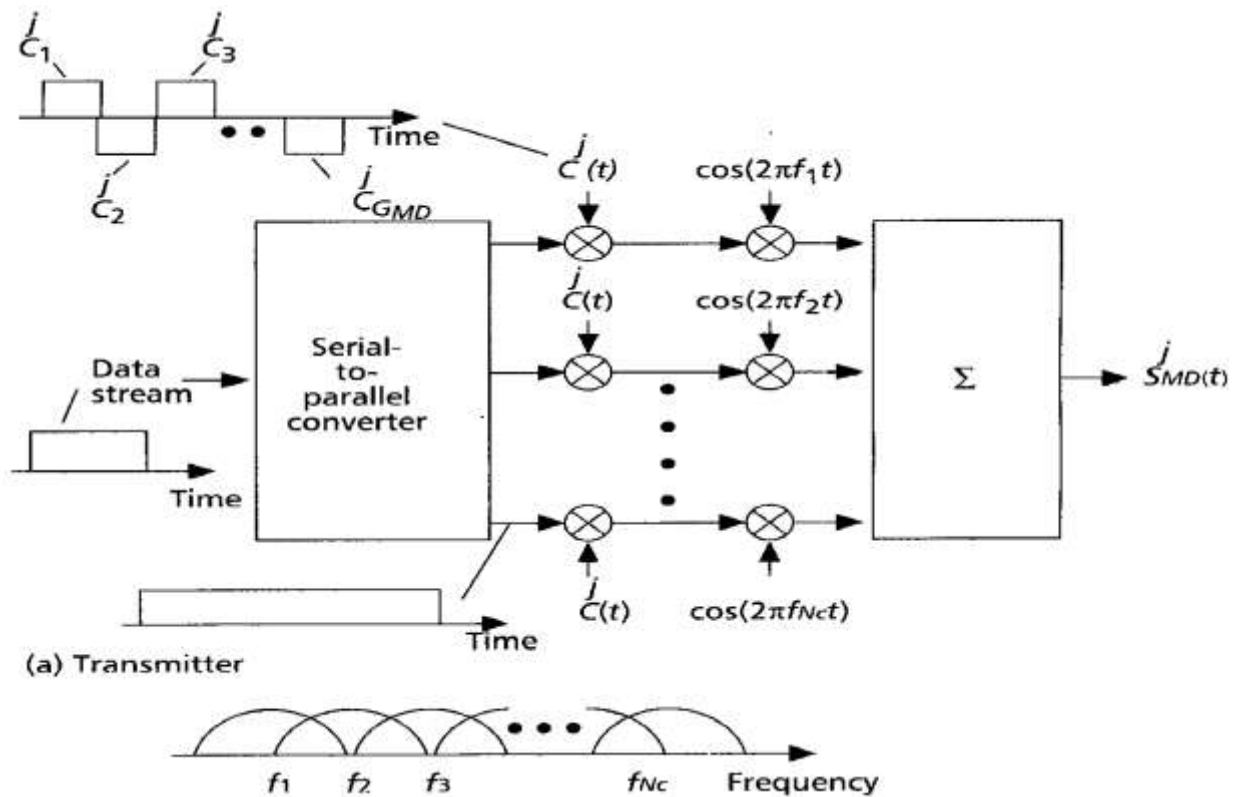 j
C1
j
C3
Time
j
C2
j
CGMD
j
C (t)
cos(2πf1t)
j
C(t)
cos(2πf2t)
Data
stream
Serial-
to-
parallel
converter
Σ
j
SMD(t)
Time
j
C(t)
cos(2πfNct)
Time
(a) Transmitter
f1 f2 f3 fNc Frequency